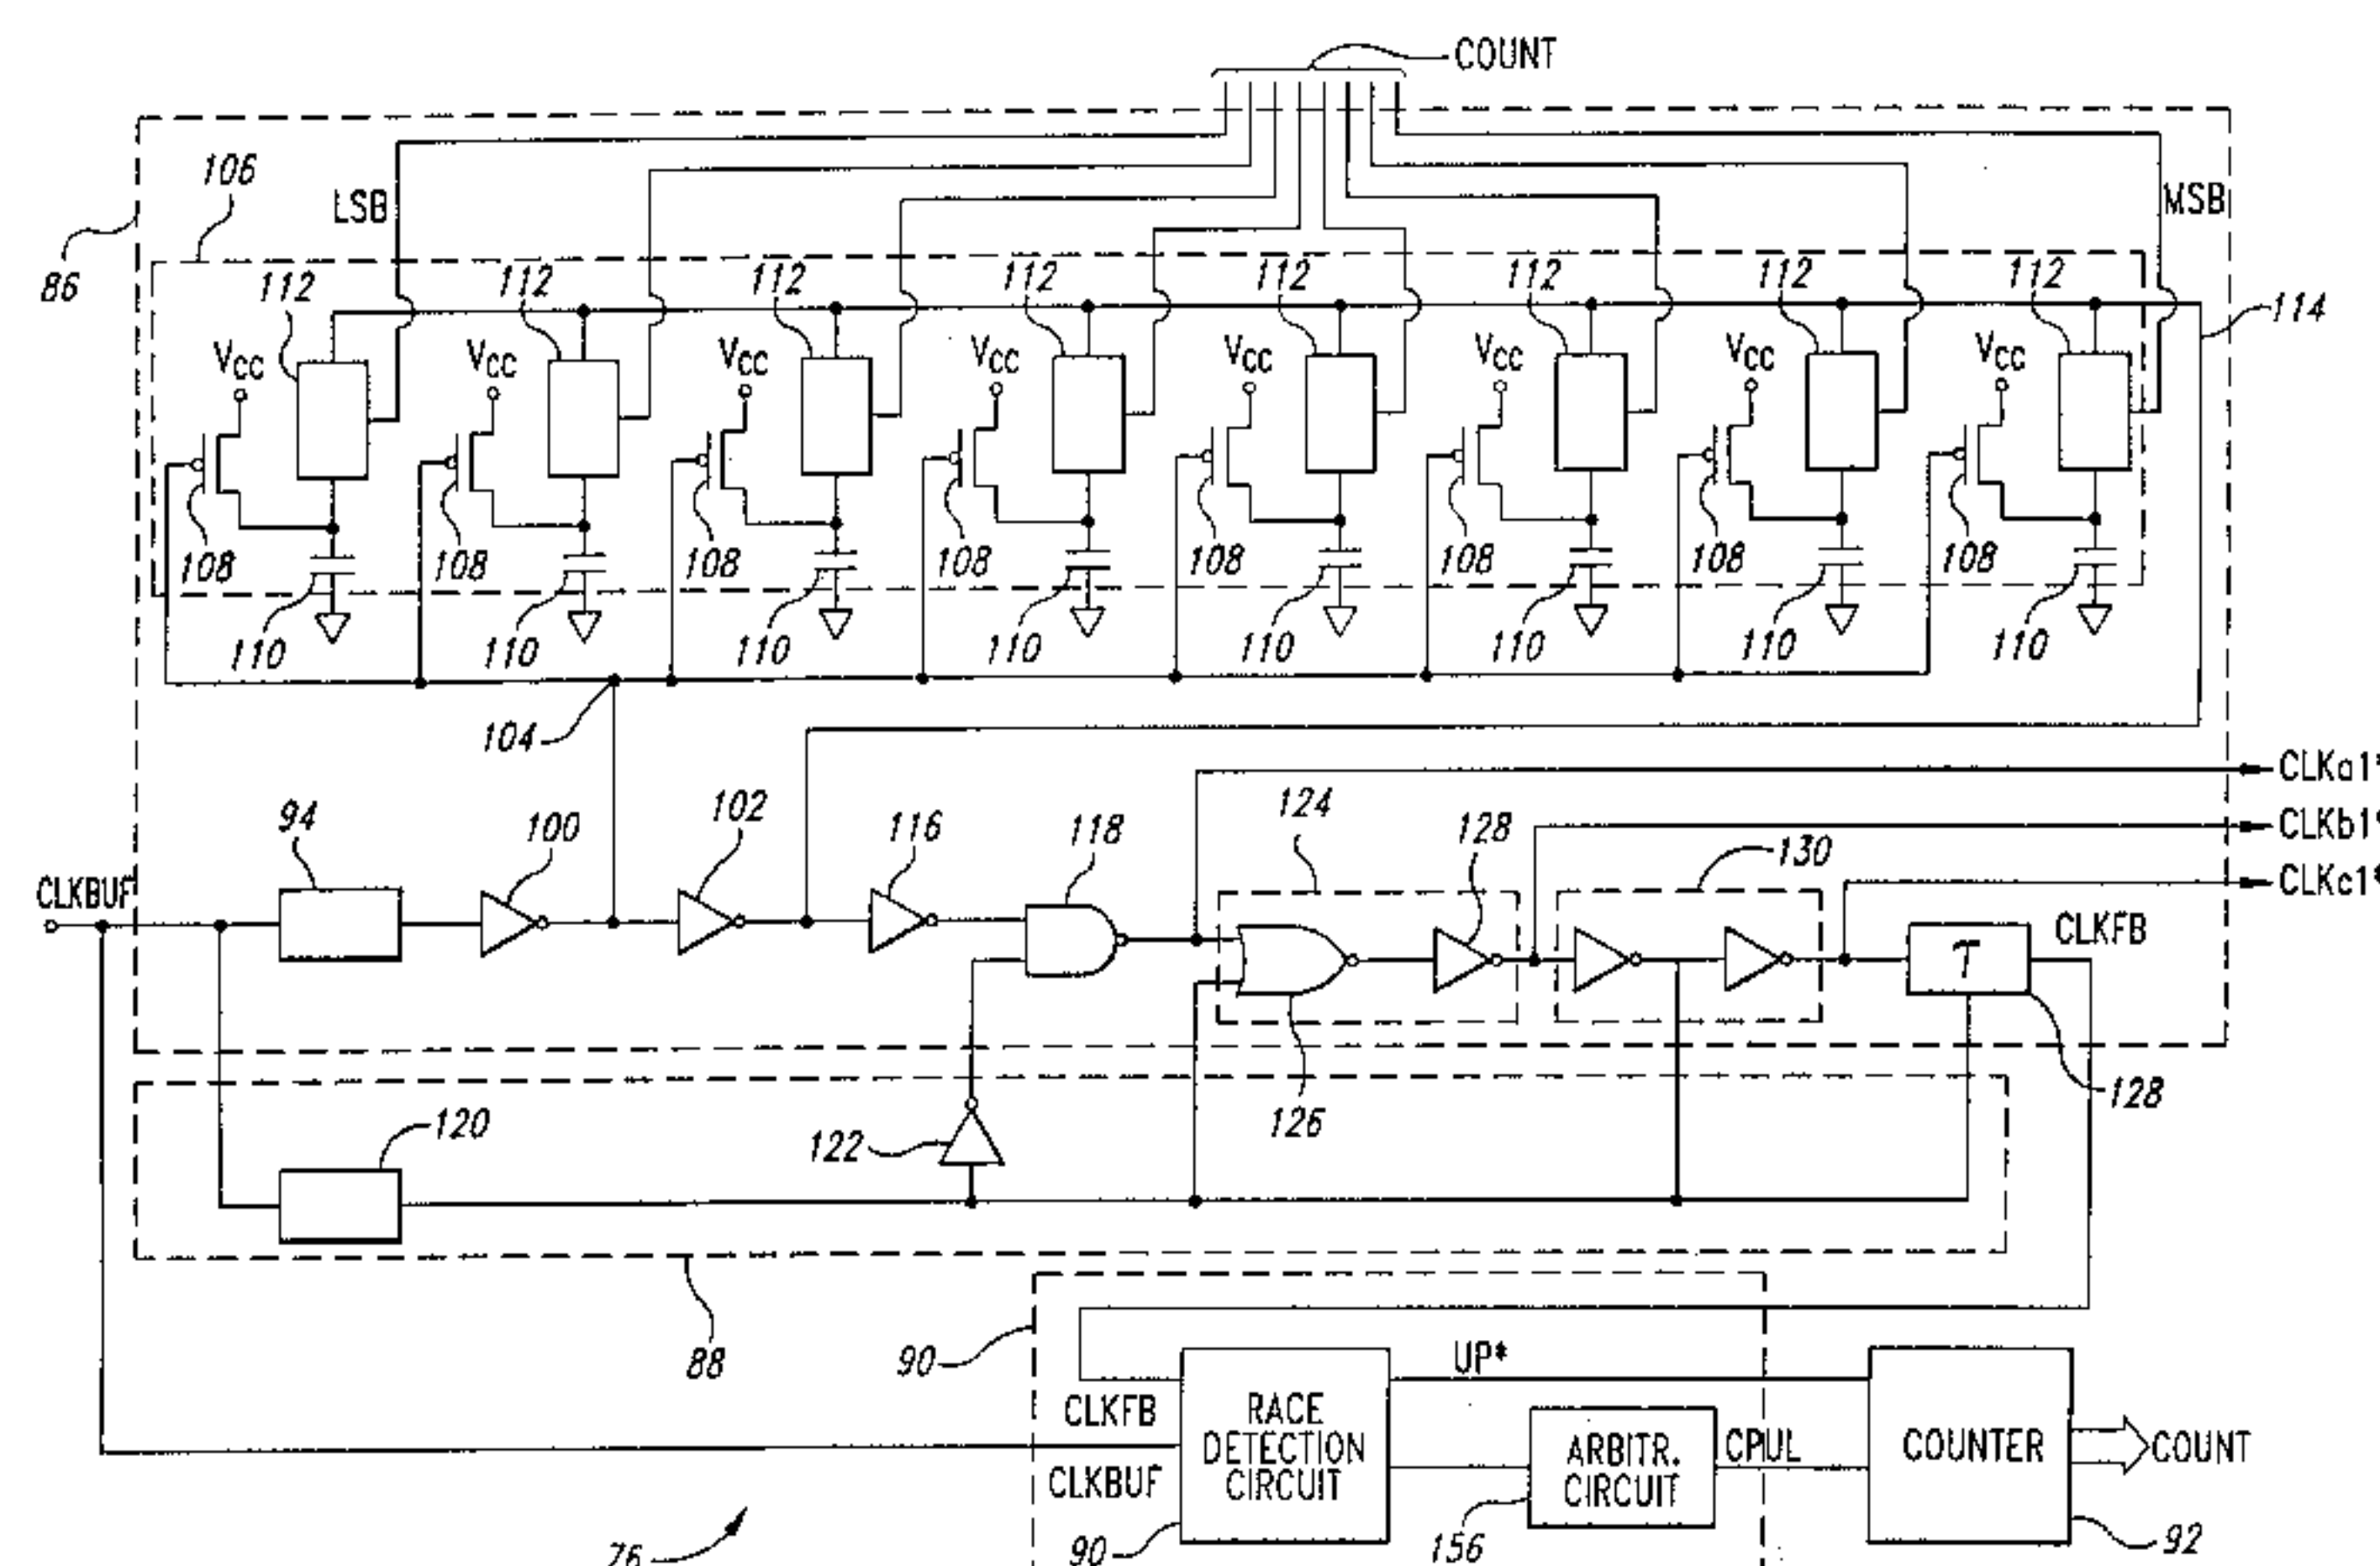 COUNT
106
LSB
MSB
86
112 112 112 112 112 112 112 112
114
VCC VCC VCC VCC VCC VCC VCC VCC
108 108 108 108 108 108 108 108
110 110 110 110 110 110 110 110
104
CLKa1*
94 100 102 116 118 124 128 130
CLKb1*
CLKc1*
CLKBUF
τ
CLKFB
120
122
126
128
88
90
UP*
CLKFB
RACE
DETECTION
CIRCUIT
ARBITR.
CIRCUIT
CPUL
COUNTER
COUNT
CLKBUF
76
90
156
92